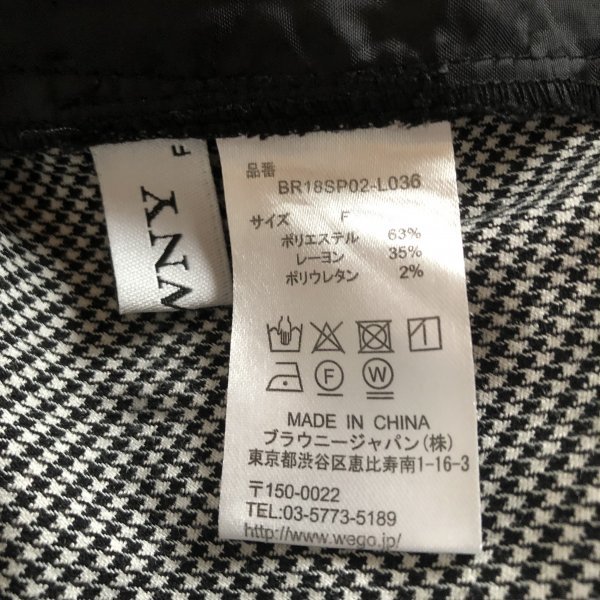 WNY
F
品番
BR18SP02-L036
サイズ F
ポリエステル 63%
レーヨン 35%
ポリウレタン 2%
F W
MADE IN CHINA
ブラウニージャパン(株)
東京都渋谷区恵比寿南1-16-3
〒150-0022
TEL:03-5773-5189
http://www.wego.jp/